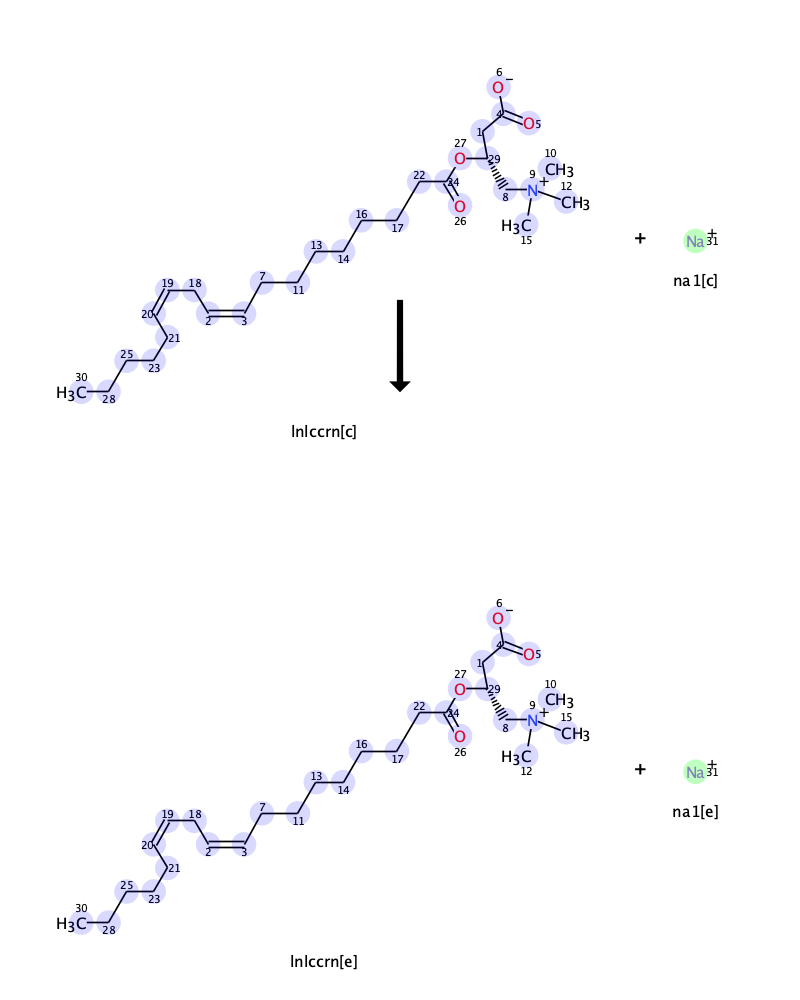 6
O −
4 O 5
1
27 10
O 29 CH3
22 24 9 + 12
O 8 N CH3
16 17 26 H3C 15 + Na + 31
13 14
na1[c]
19 18 7 11
20 2 3
21
25 23
30
H3C 28
lnlccrn[c]
6
O −
4 O 5
1
27 10
O 29 CH3
22 24 9 + 15
O 8 N CH3
16 17 26 H3C 12 + Na + 31
13 14
na1[e]
19 18 7 11
20 2 3
21
25 23
30
H3C 28
lnlccrn[e]